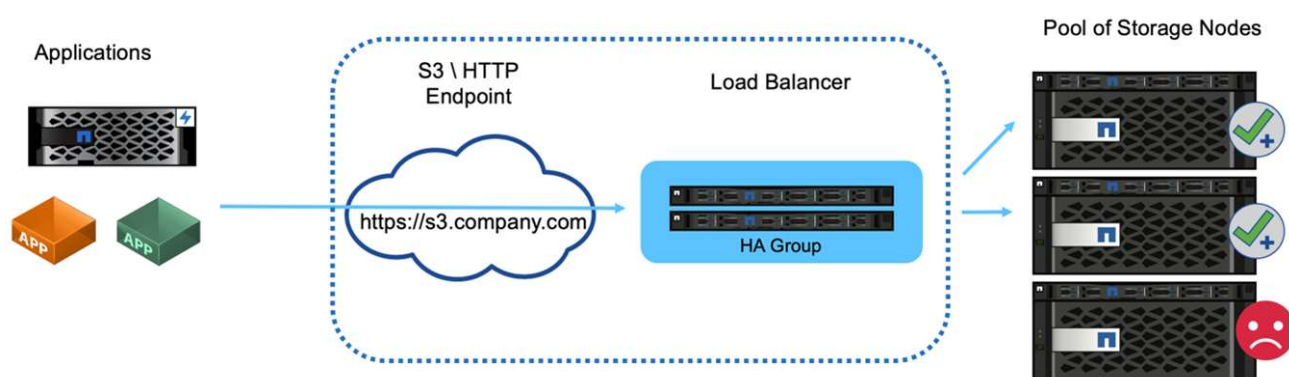 Applications
APP
APP
S3 \ HTTP
Endpoint
https://s3.company.com
Load Balancer
HA Group
Pool of Storage Nodes